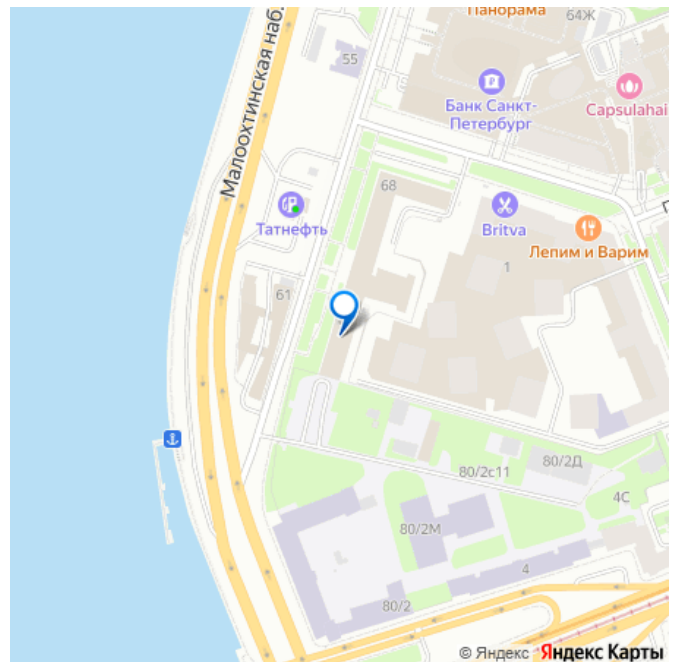 Панорама
64Ж
55
Малоохтинская наб.
Банк Санкт-
Петербург
Capsulahai
68
Татнефть
Britva
Лепим и Варим
1
61
80/2с11
80/2Д
4С
80/2М
4
80/2
© Яндекс Яндекс Карты